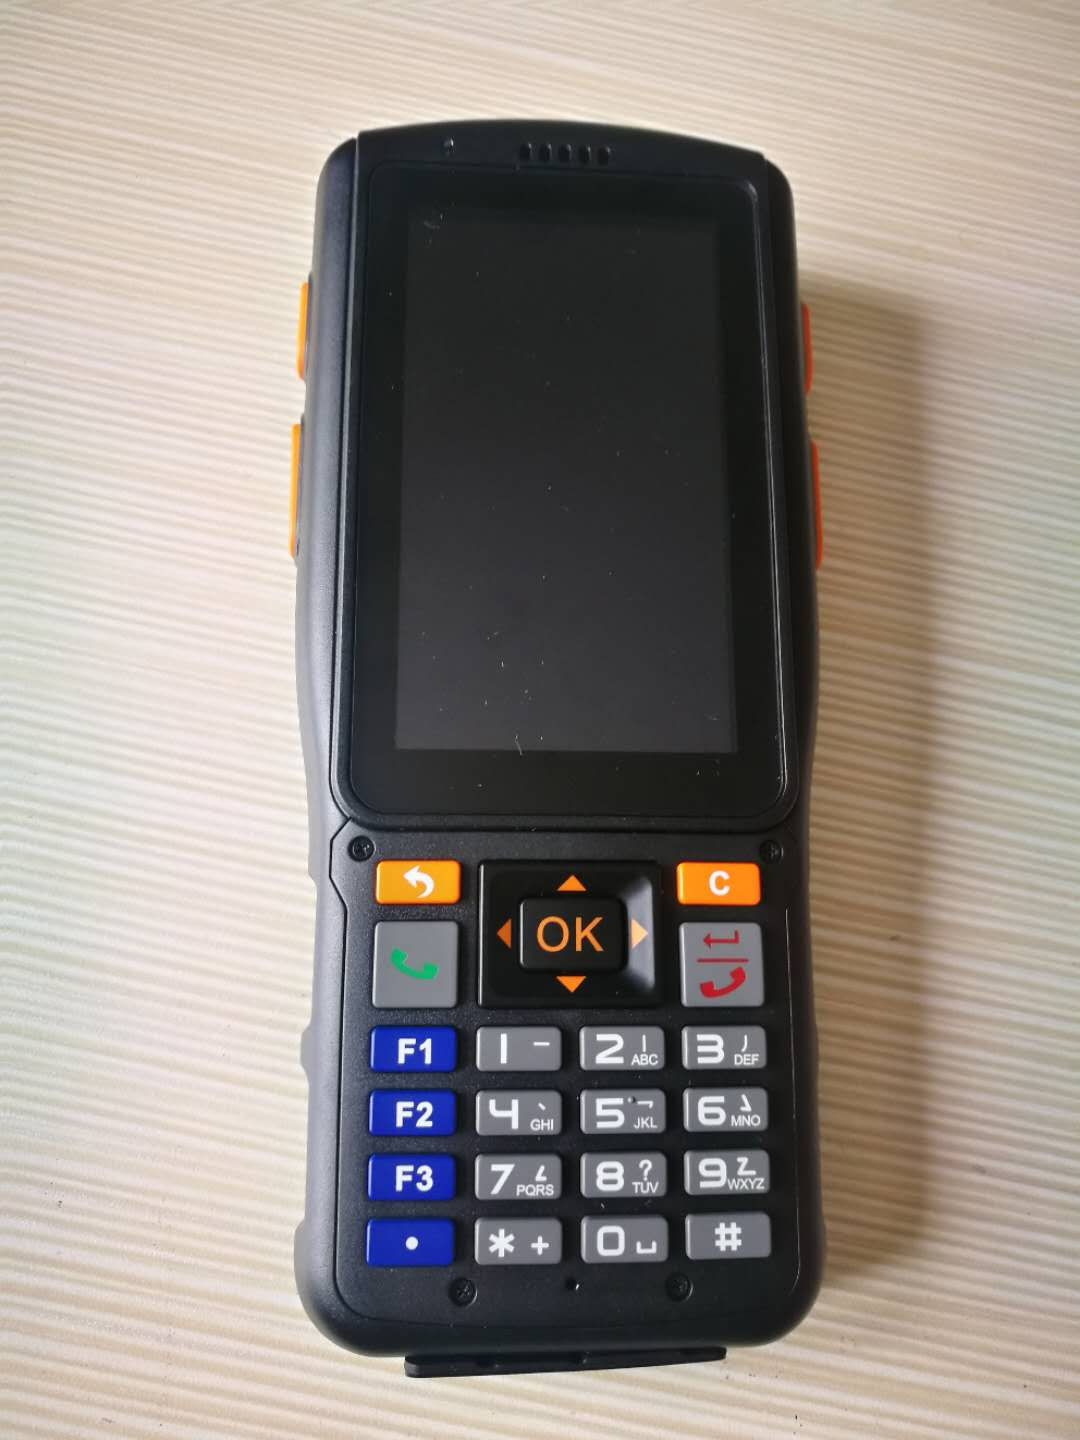 C
OK
F1 1 - 2 ABC 3 DEF
F2 4 GHI 5 JKL 6 MNO
F3 7 PQRS 8 ? TUV 9 WXYZ
. * + 0 #